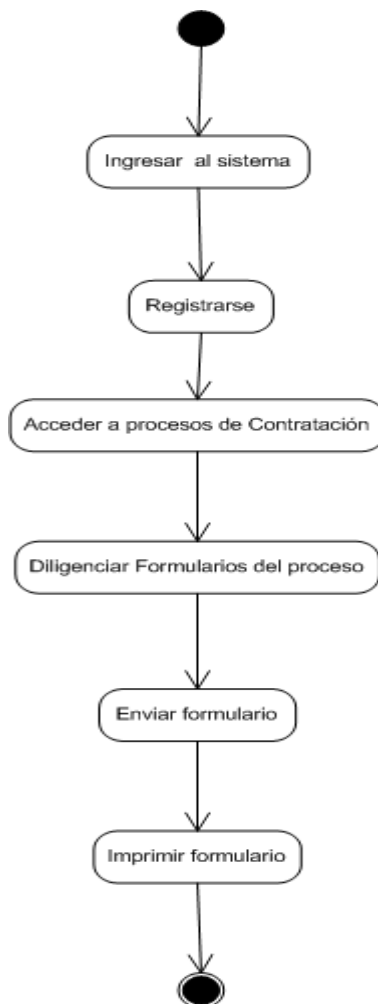 Ingresar al sistema
Registrarse
Acceder a procesos de Contratación
Diligenciar Formularios del proceso
Enviar formulario
Imprimir formulario